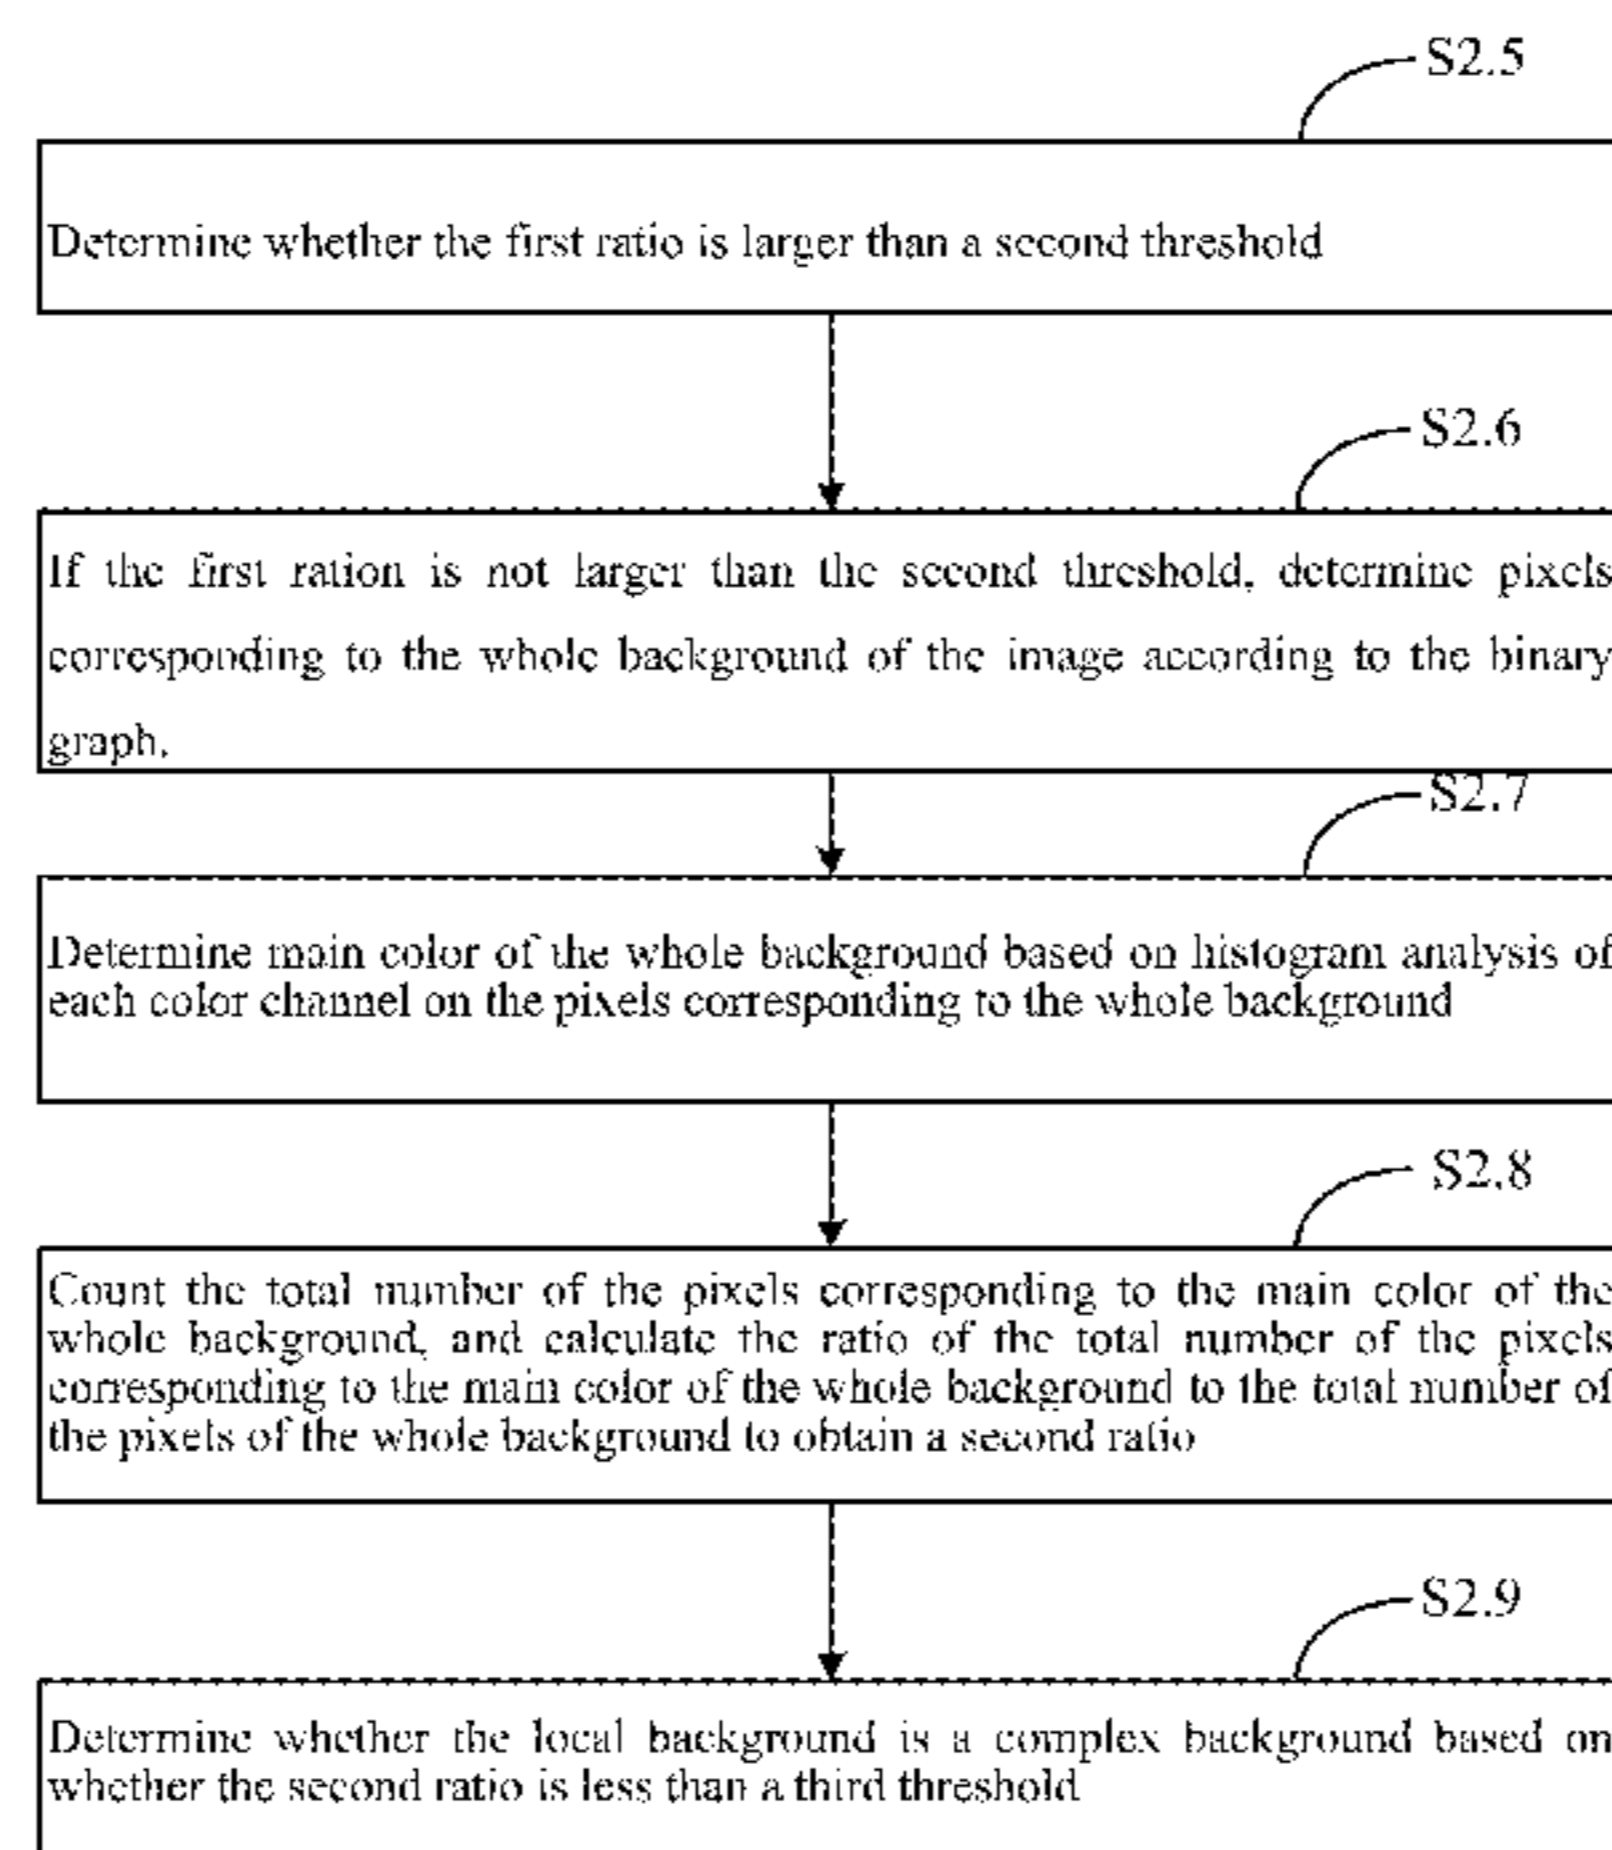 S2.5
Determine whether the first ratio is larger than a second threshold
S2.6
If the first ration is not larger than the second threshold, determine pixels
corresponding to the whole background of the image according to the binary
graph.
S2.7
Determine main color of the whole background based on histogram analysis of
each color channel on the pixels corresponding to the whole background
S2.8
Count the total number of the pixels corresponding to the main color of the
whole background, and calculate the ratio of the total number of the pixels
corresponding to the main color of the whole background to the total number of
the pixels of the whole background to obtain a second ratio
S2.9
Determine whether the local background is a complex background based on
whether the second ratio is less than a third threshold